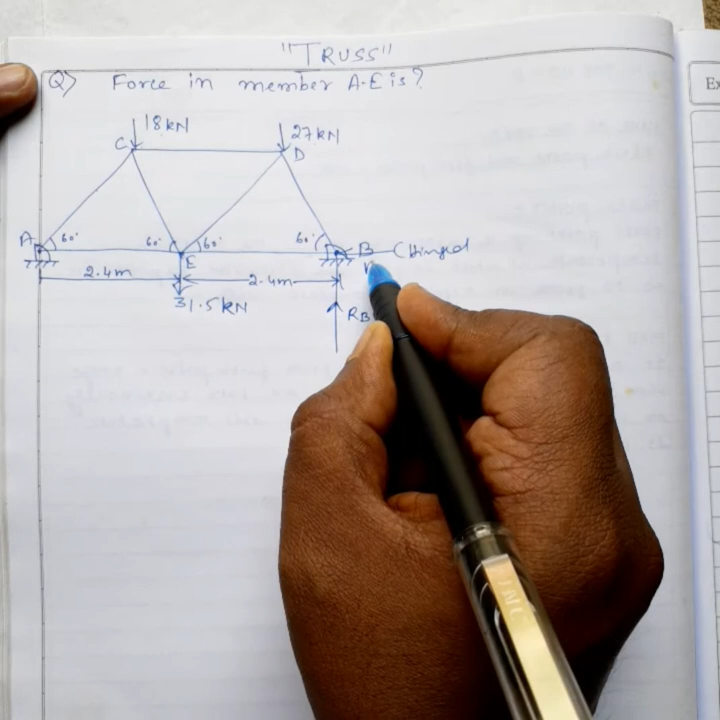 "TRUSS"
Q) Force in member A-E is?
18 kN
27 kN
C
D
A
60°
60°
60°
60°
B (Hinged
E
2.4m
2.4m
31.5 kN
RB
Ex